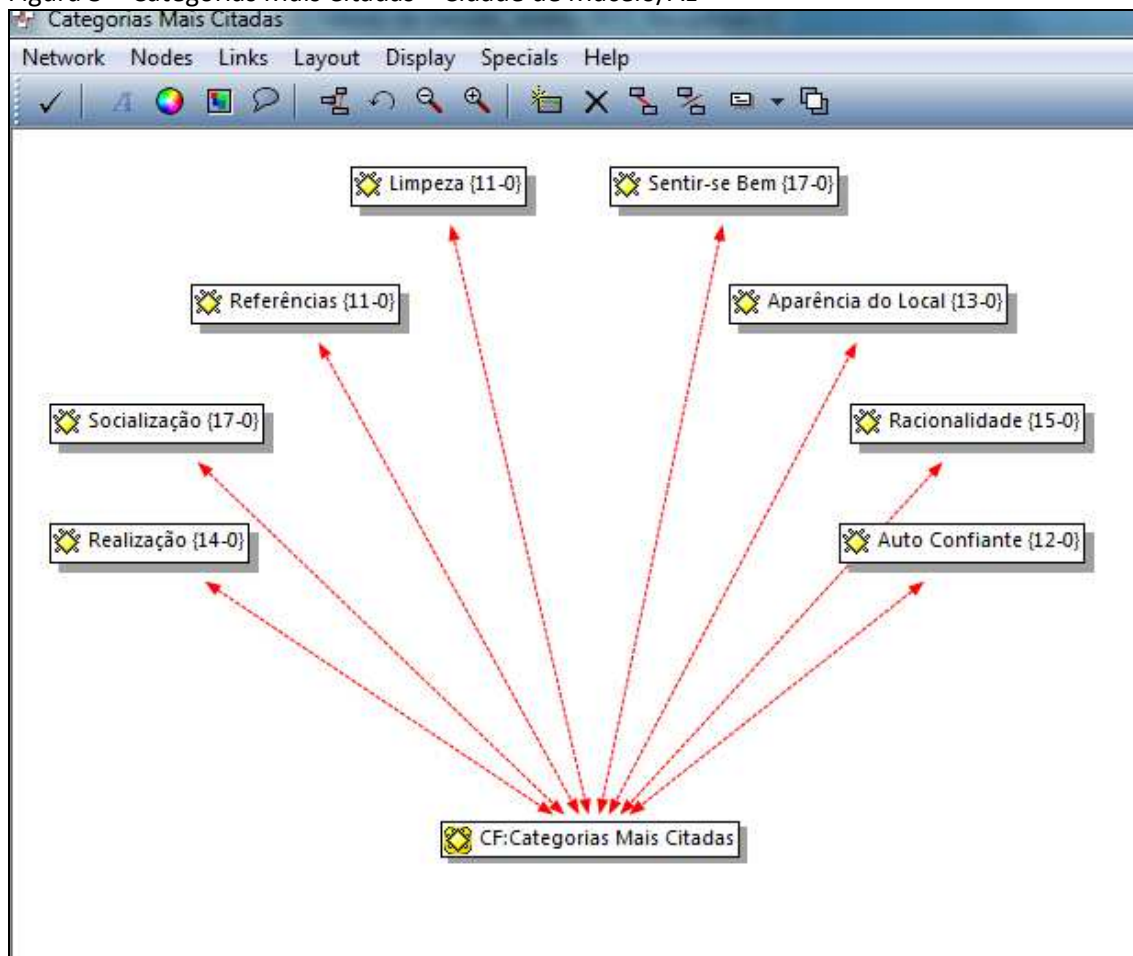 Categorias Mais Citadas
Network Nodes Links Layout Display Specials Help
Limpeza {11-0}
Sentir-se Bem {17-0}
Referências {11-0}
Aparência do Local {13-0}
Socialização {17-0}
Racionalidade {15-0}
Realização {14-0}
Auto Confiante {12-0}
CF:Categorias Mais Citadas